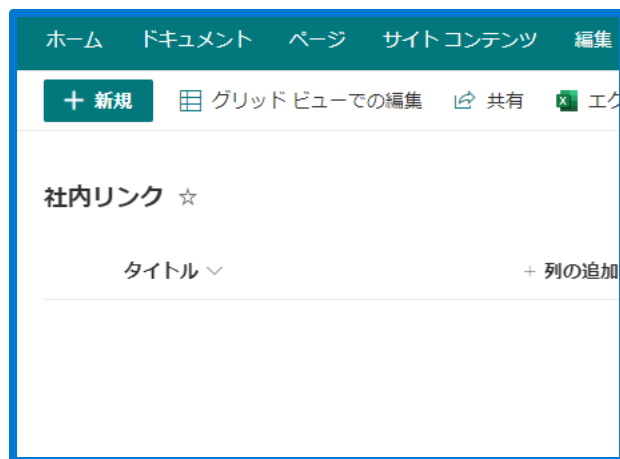 ホーム ドキュメント ページ サイト コンテンツ 編集
＋ 新規 グリッド ビューでの編集 共有 エク
社内リンク ☆
タイトル + 列の追加